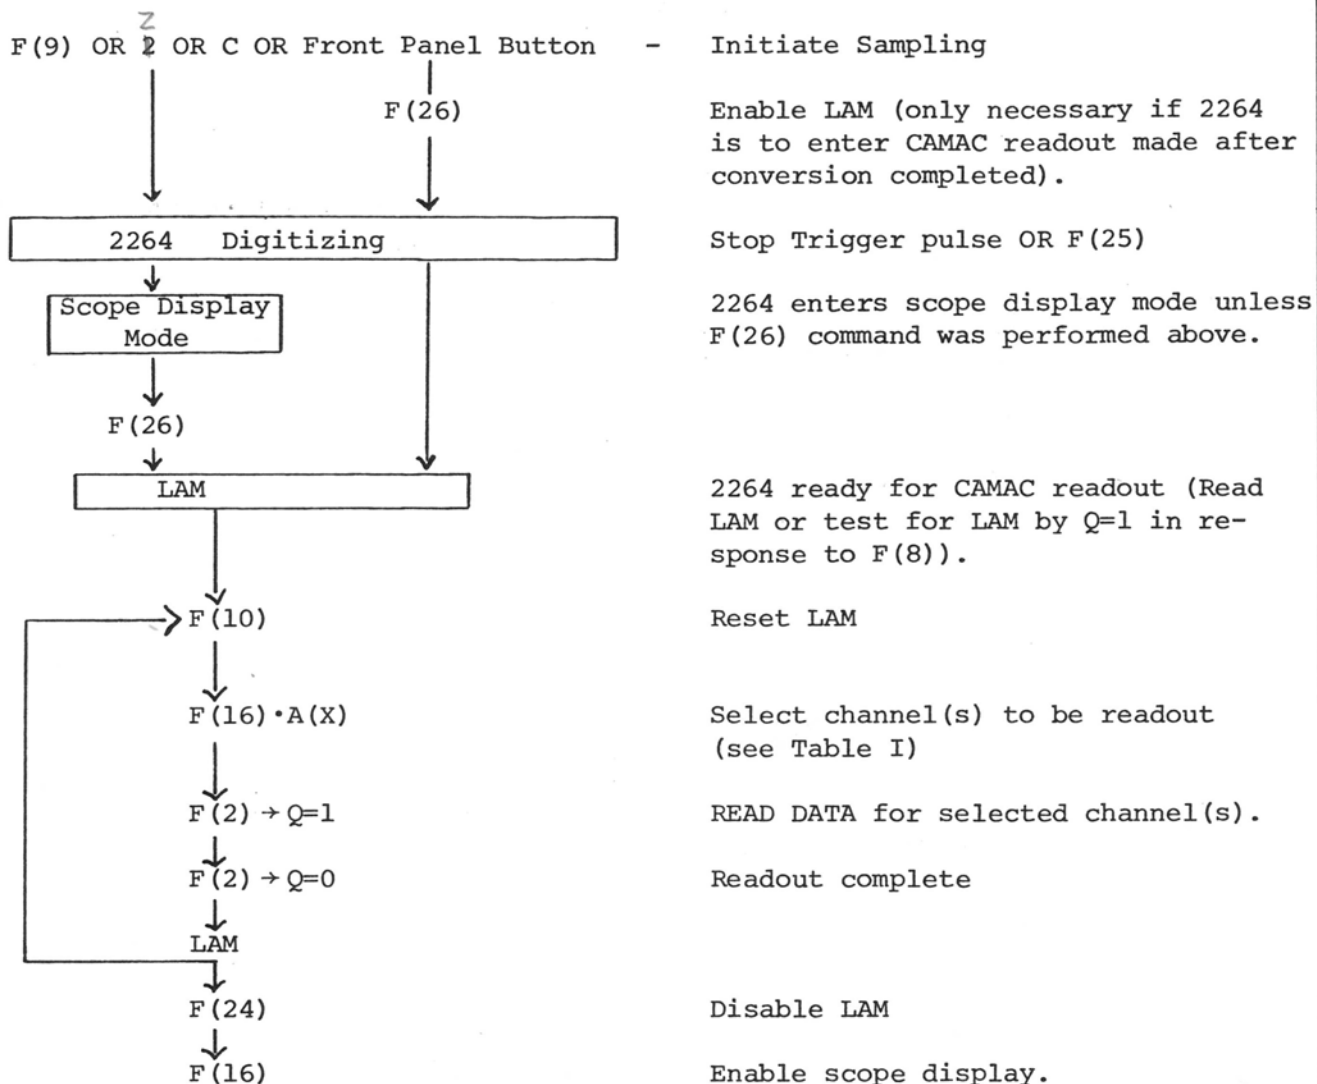 Z
F(9) OR 2 OR C OR Front Panel Button - Initiate Sampling
F(26) Enable LAM (only necessary if 2264
is to enter CAMAC readout made after
conversion completed).
2264 Digitizing Stop Trigger pulse OR F(25)
Scope Display 2264 enters scope display mode unless
Mode F(26) command was performed above.
F(26)
LAM 2264 ready for CAMAC readout (Read
LAM or test for LAM by Q=1 in re-
sponse to F(8)).
F(10) Reset LAM
F(16)·A(X) Select channel(s) to be readout
(see Table I)
F(2) → Q=1 READ DATA for selected channel(s).
F(2) → Q=0 Readout complete
LAM
F(24) Disable LAM
F(16) Enable scope display.